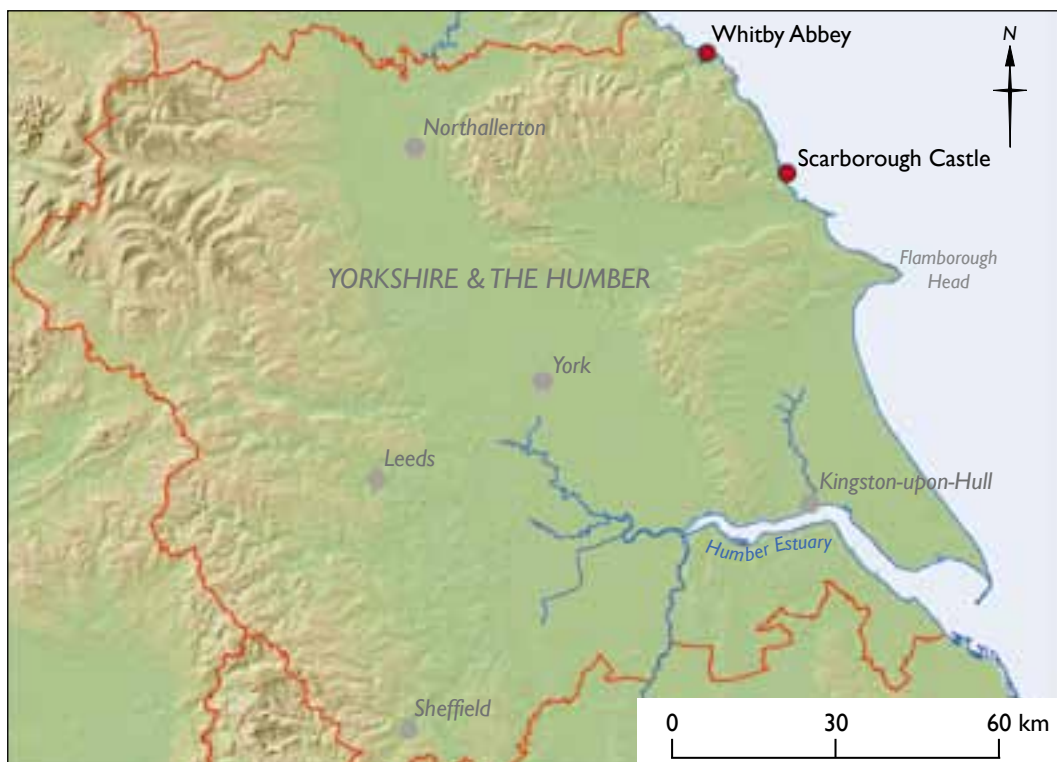 Whitby Abbey
N
Northallerton
Scarborough Castle
Flamborough
Head
YORKSHIRE & THE HUMBER
York
Leeds
Kingston-upon-Hull
Humber Estuary
Sheffield
0 30 60 km